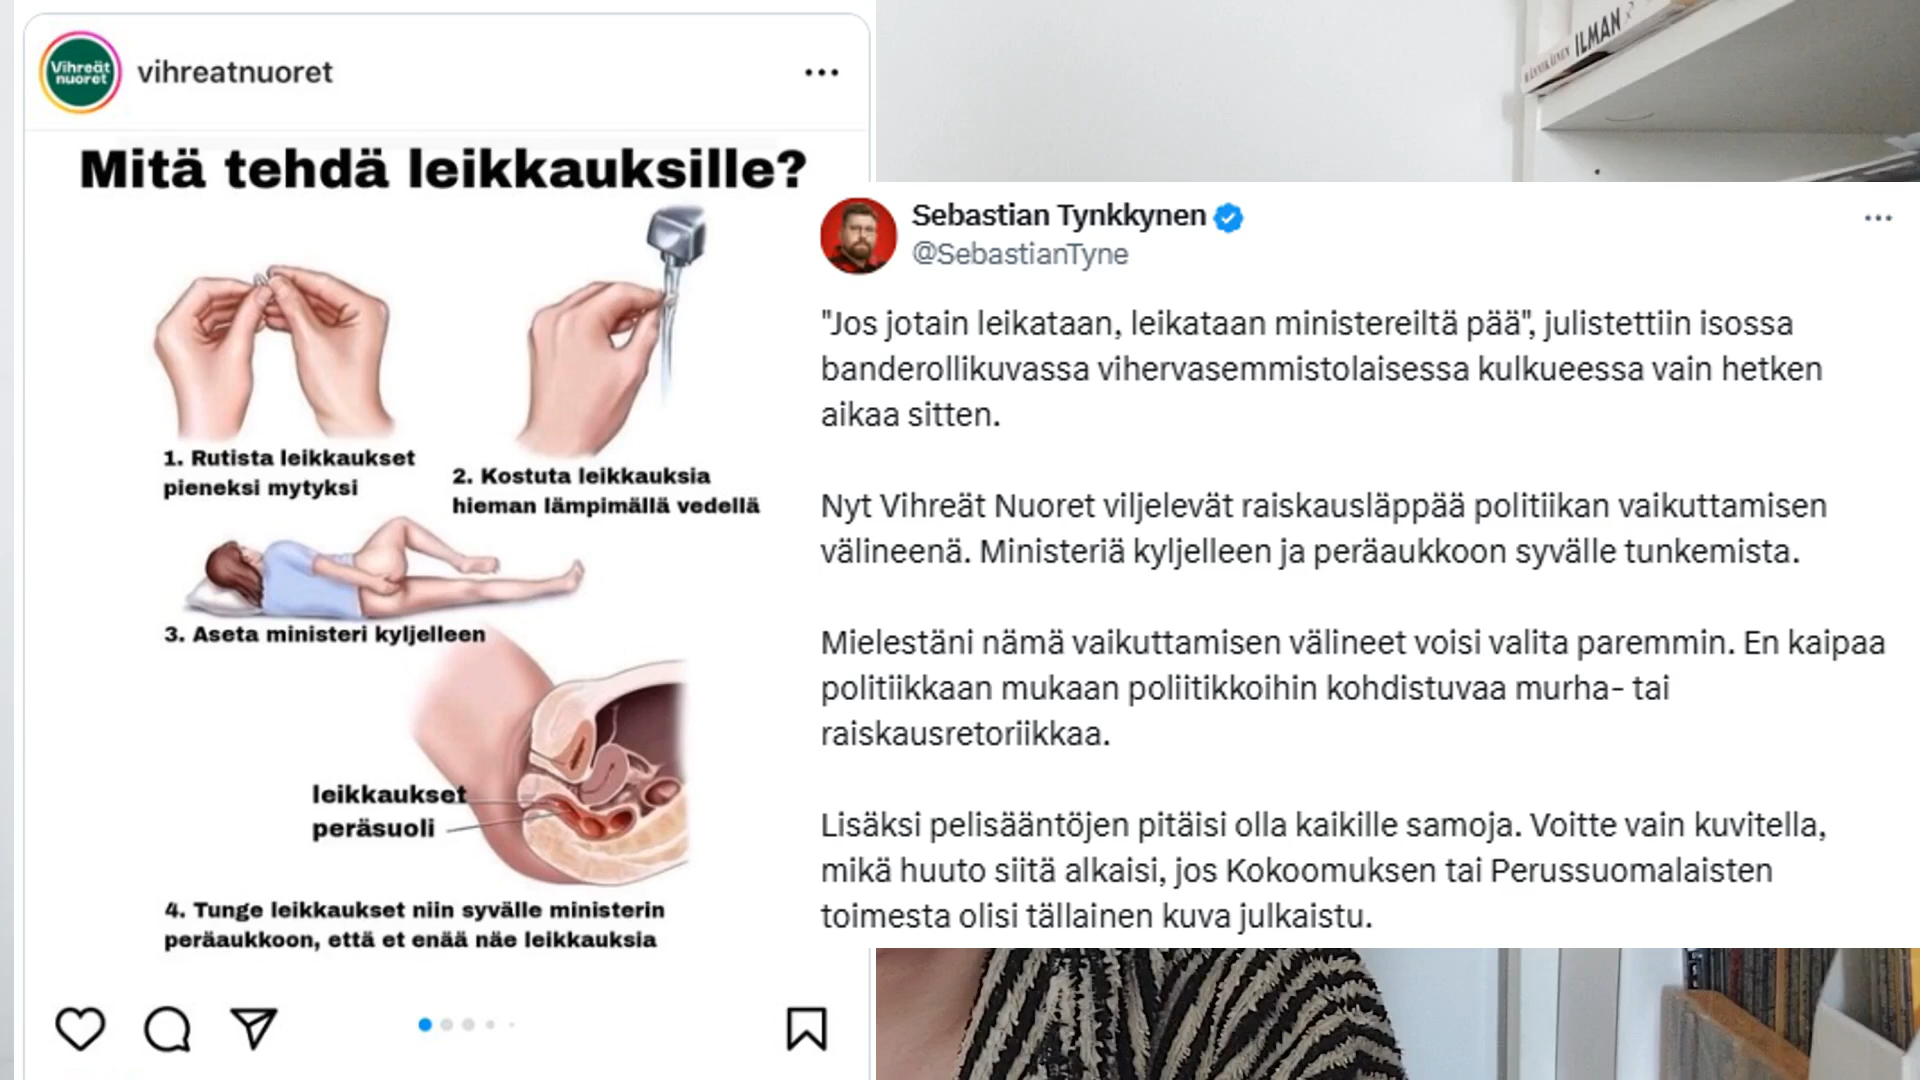 Vihreät
nuoret
vihreatnuoret
Mitä tehdä leikkauksille?
1. Rutista leikkaukset
pieneksi mytyksi
2. Kostuta leikkauksia
hieman lämpimällä vedellä
3. Aseta ministeri kyljelleen
leikkaukset
peräsuoli
4. Tunge leikkaukset niin syvälle ministerin
peräaukkoon, että et enää näe leikkauksia
Sebastian Tynkkynen
@SebastianTyne
"Jos jotain leikataan, leikataan ministereiltä pää", julistettiin isossa
banderollikuvassa vihervasemmistolaisessa kulkueessa vain hetken
aikaa sitten.
Nyt Vihreät Nuoret viljelevät raiskausläppää politiikan vaikuttamisen
välineenä. Ministeriä kyljelleen ja peräaukkoon syvälle tunkemista.
Mielestäni nämä vaikuttamisen välineet voisi valita paremmin. En kaipaa
politiikkaan mukaan poliitikkoihin kohdistuvaa murha- tai
raiskausretoriikkaa.
Lisäksi pelisääntöjen pitäisi olla kaikille samoja. Voitte vain kuvitella,
mikä huuto siitä alkaisi, jos Kokoomuksen tai Perussuomalaisten
toimesta olisi tällainen kuva julkaistu.
ILMAN